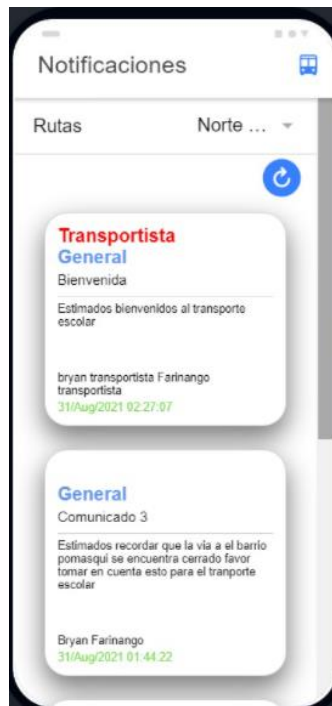 Notificaciones
Rutas Norte ...
Transportista
General
Bienvenida
Estimados bienvenidos al transporte
escolar
bryan transportista Farinango
transportista
31/Aug/2021 02:27:07
General
Comunicado 3
Estimados recordar que la via a el barrio
pomasqui se encuentra cerrado favor
tomar en cuenta esto para el tranporte
escolar
Bryan Farinango
31/Aug/2021 01:44:22